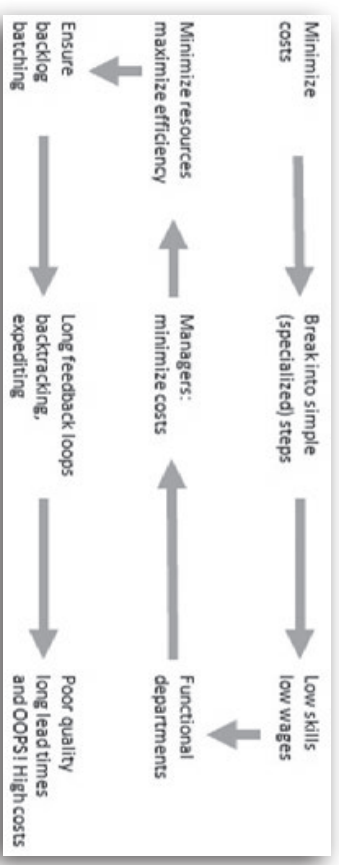 Minimize
costs
Break into simple
(specialized) steps
Low skills
low wages
Functional
departments
Managers:
minimize costs
Minimize resources
maximize efficiency
Ensure
backlog
batching
Long feedback loops
backtracking,
expediting
Poor quality
long lead times
and OOPS! High costs